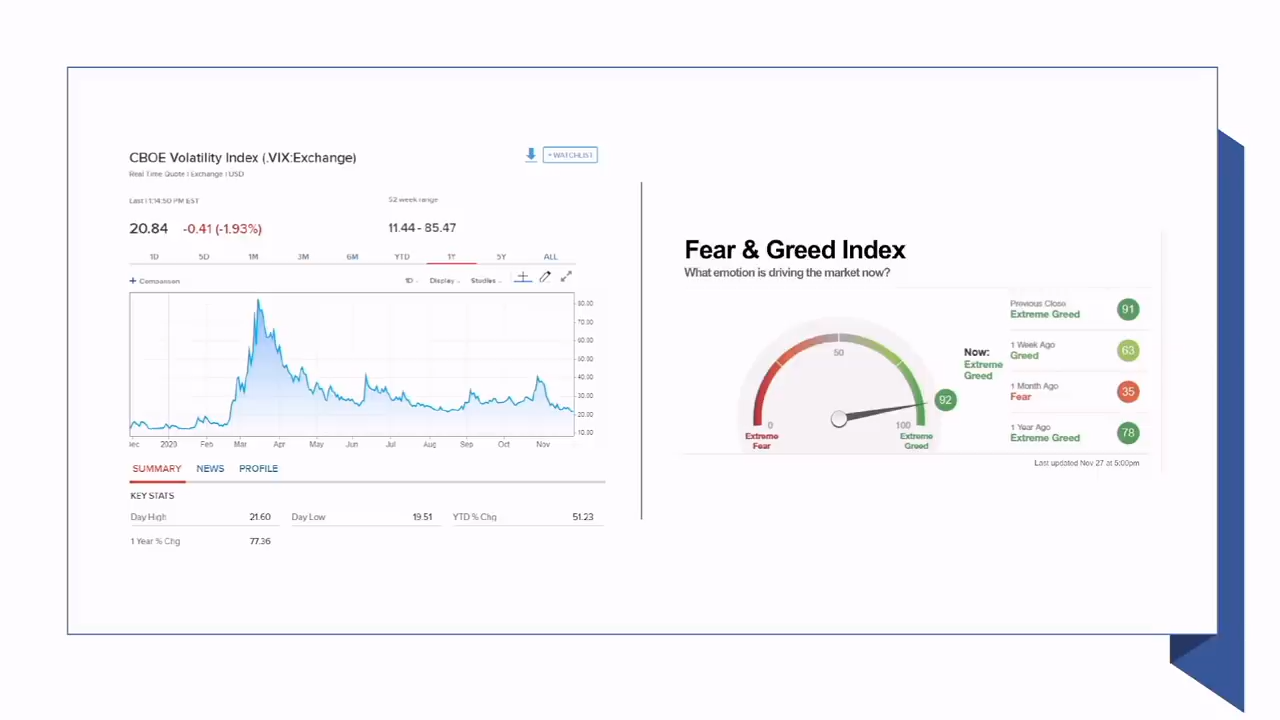 CBOE Volatility Index (.VIX:Exchange)
+ WATCHLIST
Real Time Quote | Exchange | USD
Last | 1:14:50 PM EST
52 week range
20.84 -0.41 (-1.93%)
11.44 - 85.47
1D 5D 1M 3M 6M YTD 1Y 5Y ALL
+ Comparison
1D Display Studies
80.00
70.00
60.00
50.00
40.00
30.00
20.00
10.00
2020 Feb Mar Apr May Jun Jul Aug Sep Oct Nov
SUMMARY NEWS PROFILE
KEY STATS
Day High 21.60 Day Low 19.51 YTD % Chg 51.23
1 Year % Chg 77.36
Fear & Greed Index
What emotion is driving the market now?
0
50
100
Extreme
Fear
Extreme
Greed
92
Now:
Extreme
Greed
Previous Close
Extreme Greed 91
1 Week Ago
Greed 63
1 Month Ago
Fear 35
1 Year Ago
Extreme Greed 78
Last updated Nov 27 at 5:00pm